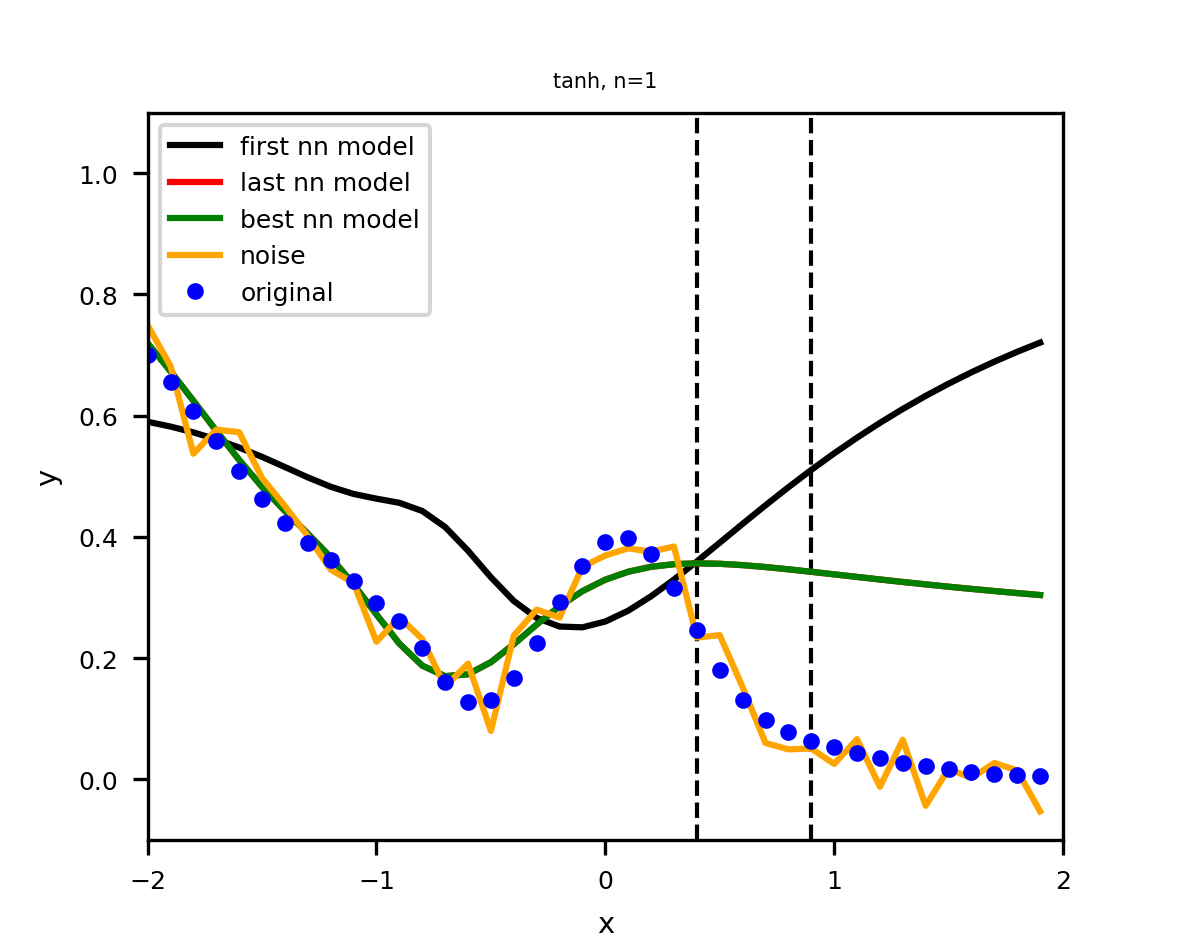 tanh, n=1
first nn model
last nn model
best nn model
noise
original
1.0
0.8
0.6
0.4
0.2
0.0
y
−2
−1
0
1
2
x